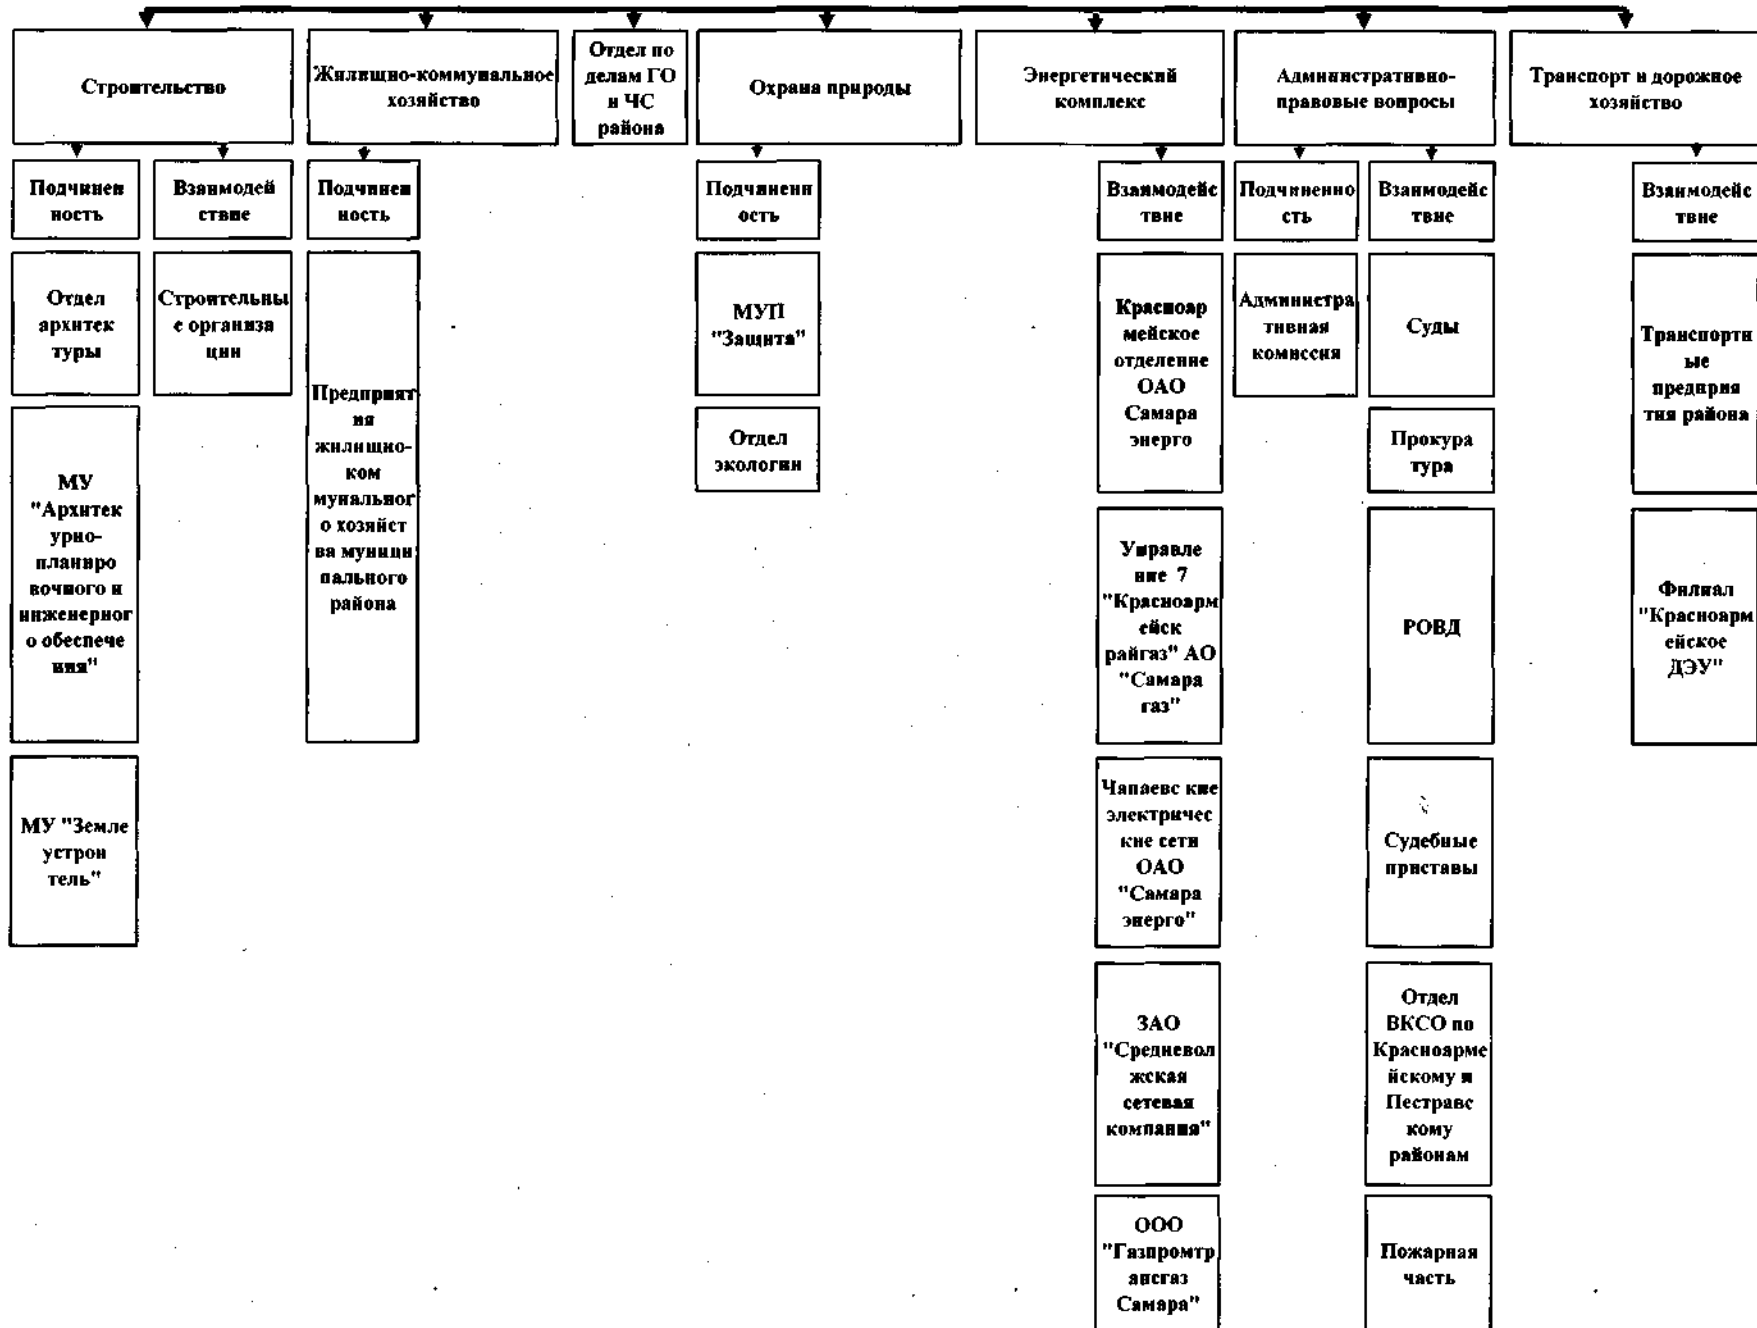 Строительство
Жилищно-коммунальное
хозяйство
Отдел по
делам ГО
и ЧС
района
Охрана природы
Энергетический
комплекс
Административно-
правовые вопросы
Транспорт и дорожное
хозяйство
Подчинен
ность
Взаимодей
ствие
Подчинен
ность
Подчиненн
ость
Взаимодейс
твие
Подчиненно
сть
Взаимодейс
твие
Взаимодейс
твие
Отдел
архитек
туры
МУ
"Архитек
урно-
планиро
вочного и
инженерног
о обеспече
ния"
МУ "Земле
устрои
тель"
Строительны
е организа
ции
Предприят
ия
жилищно-
ком
мунальног
о хозяйст
ва муници
пального
района
МУП
"Защита"
Отдел
экологии
Красноар
мейское
отделение
ОАО
Самара
энерго
Управле
ние 7
"Красноарм
ейск
райгаз" АО
"Самара
газ"
Чапаевс кие
электричес
кие сети
ОАО
"Самара
энерго"
ЗАО
"Средневол
жская
сетевая
компания"
ООО
"Газпромтр
ансгаз
Самара"
Администра
тивная
комиссия
Суды
Прокура
тура
РОВД
Судебные
приставы
Отдел
ВКСО по
Красноарме
йскому и
Пестравс
кому
районам
Пожарная
часть
Транспортн
ые
предприя
тия района
Филиал
"Красноарм
ейское
ДЭУ"